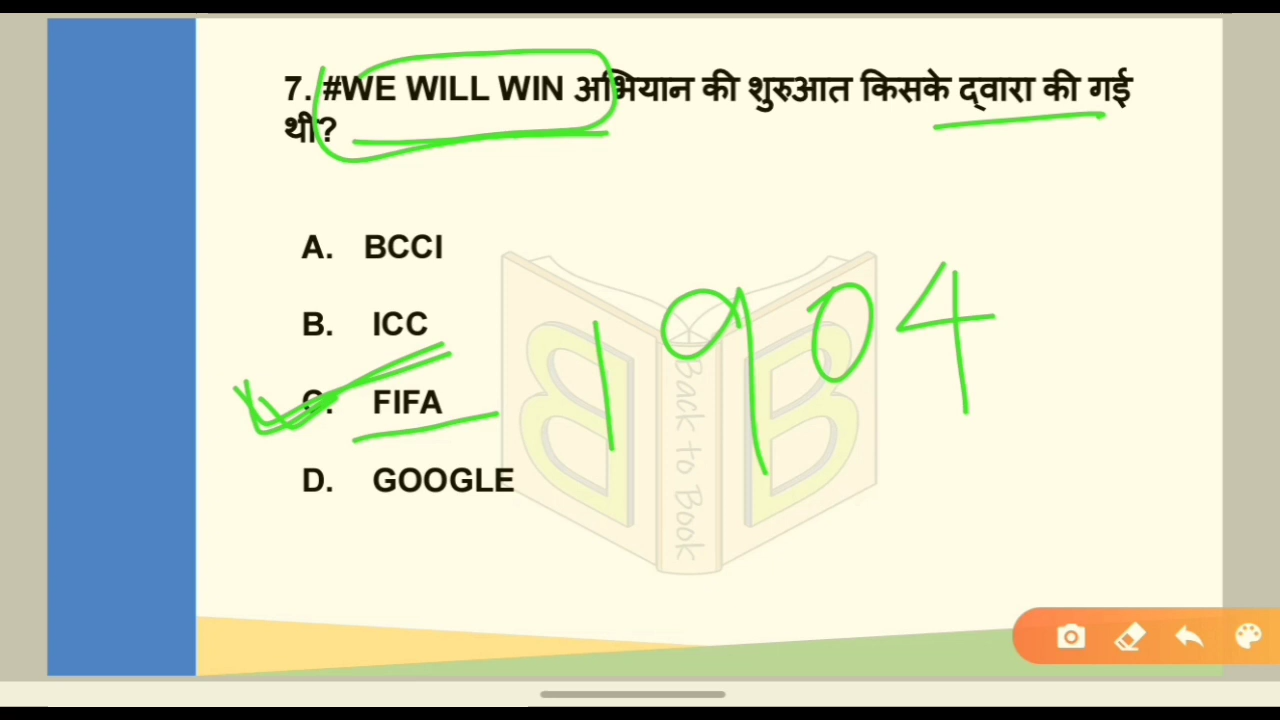 7. #WE WILL WIN अभियान की शुरुआत किसके द्वारा की गई
थी?
A. BCCI
B. ICC
C. FIFA
D. GOOGLE
1904
B B
Back to Book